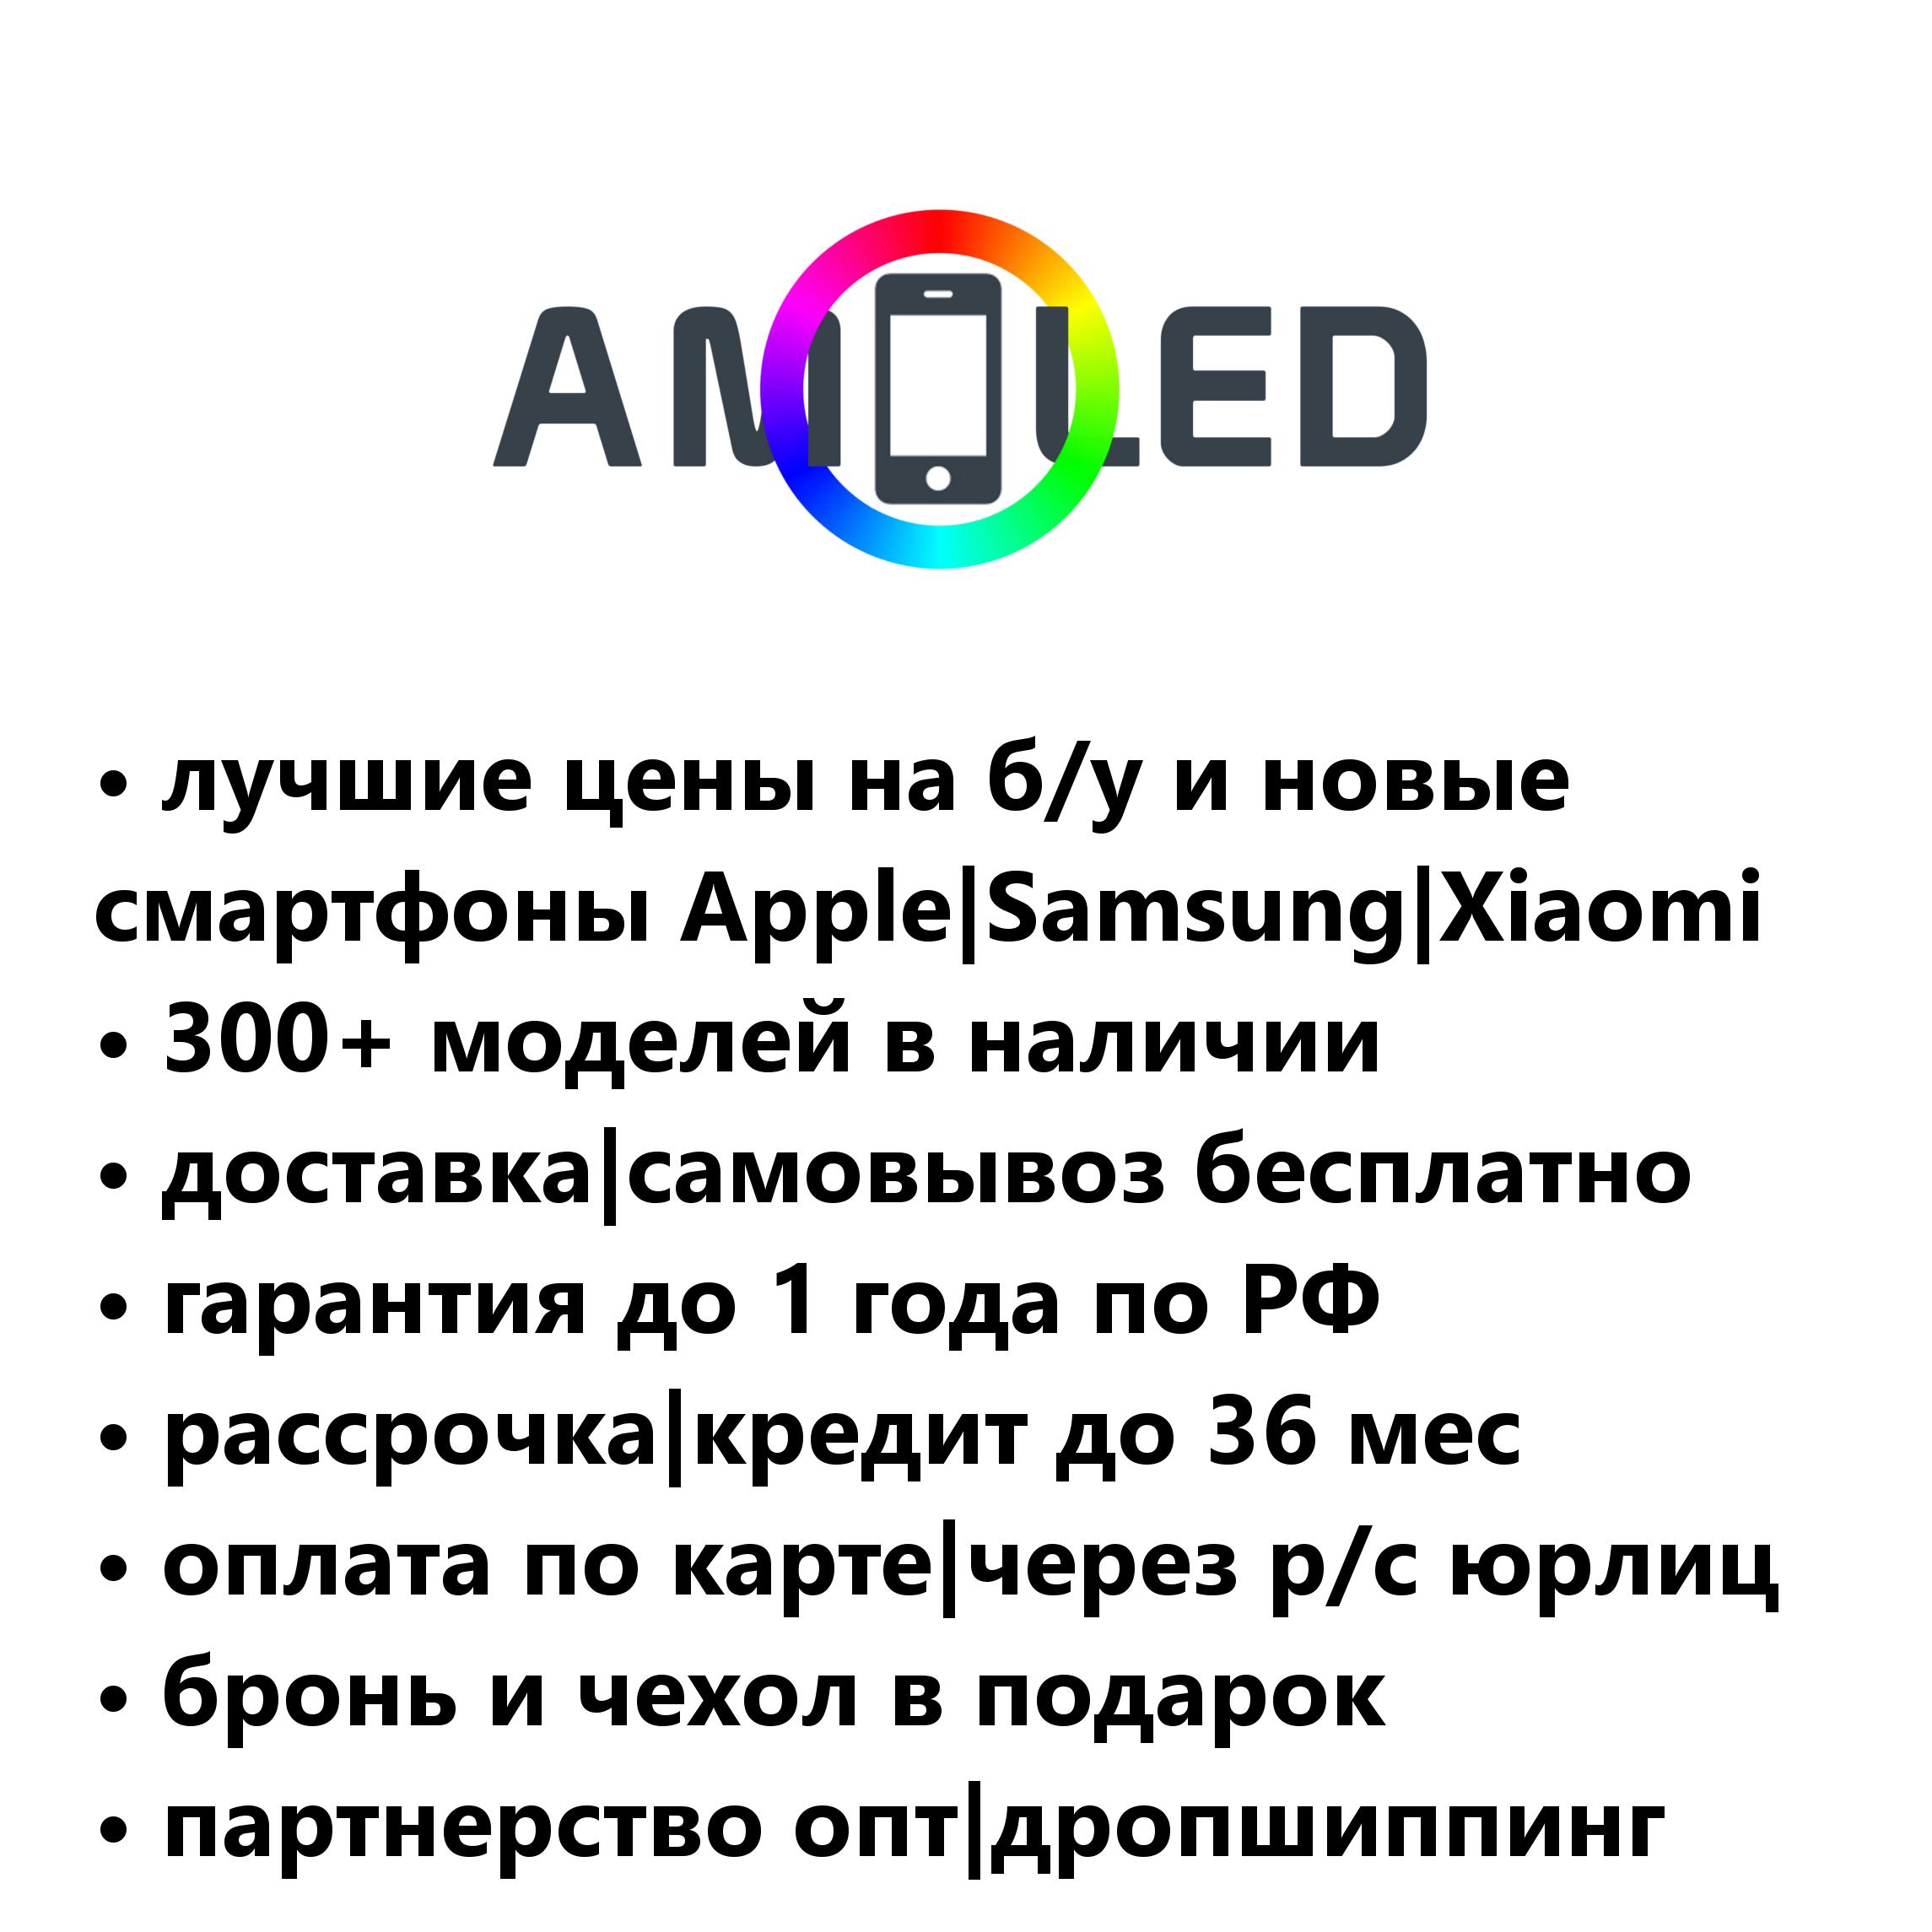 AMOLED
• лучшие цены на б/у и новые
смартфоны Apple|Samsung|Xiaomi
• 300+ моделей в наличии
• доставка|самовывоз бесплатно
• гарантия до 1 года по РФ
• рассрочка|кредит до 36 мес
• оплата по карте|через р/с юрлиц
• бронь и чехол в подарок
• партнерство опт|дропшиппинг